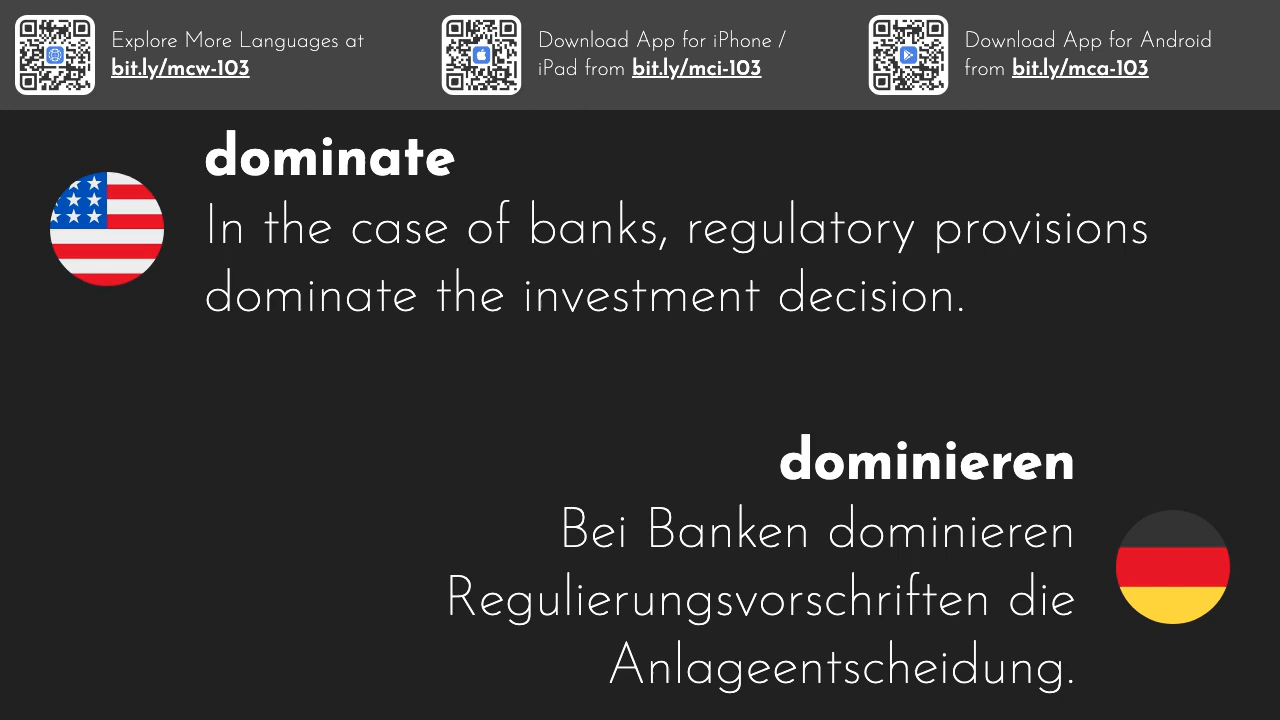 Explore More Languages at
bit.ly/mcw-103
Download App for iPhone /
iPad from bit.ly/mci-103
Download App for Android
from bit.ly/mca-103
dominate
In the case of banks, regulatory provisions
dominate the investment decision.
dominieren
Bei Banken dominieren
Regulierungsvorschriften die
Anlageentscheidung.